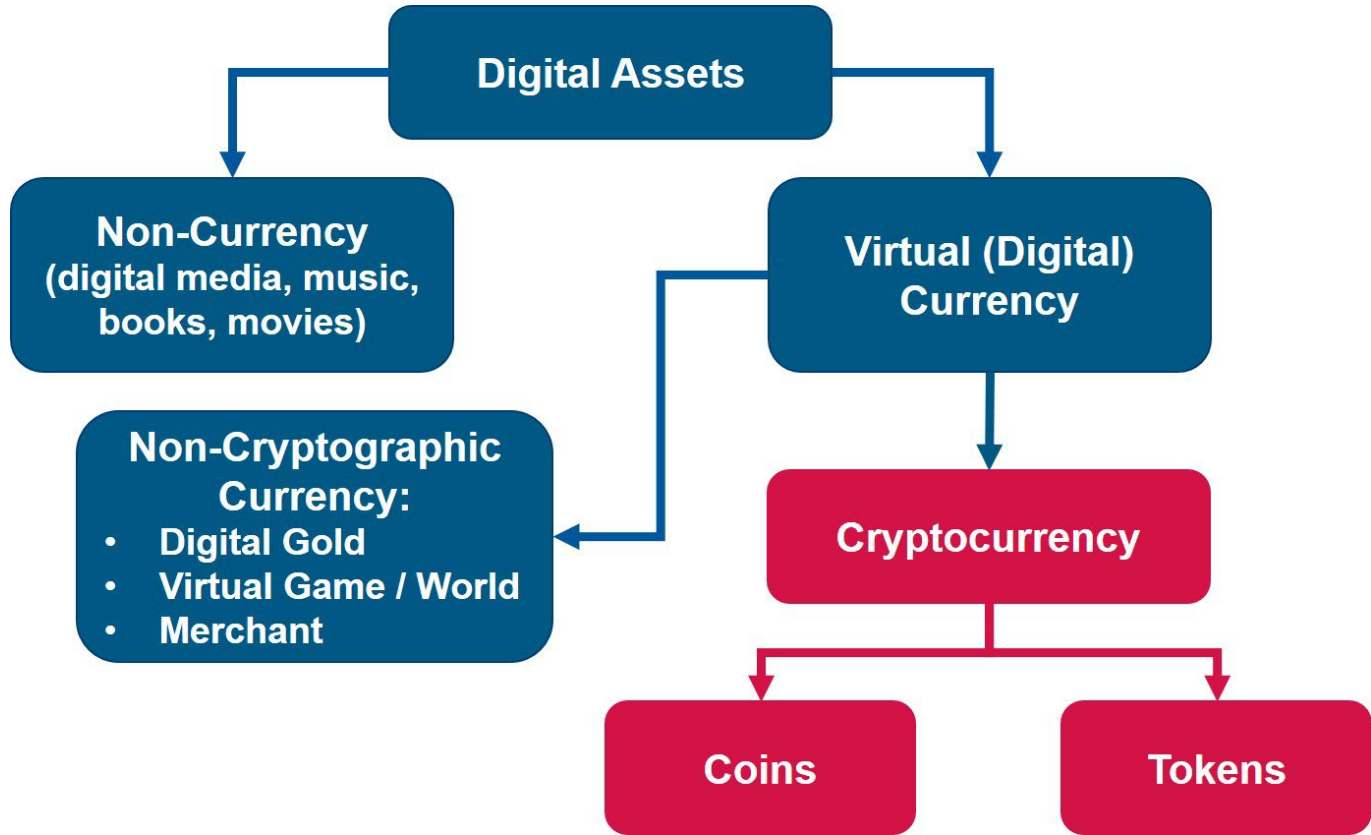 Digital Assets
Non-Currency
(digital media, music,
books, movies)
Virtual (Digital)
Currency
Non-Cryptographic
Currency:
• Digital Gold
• Virtual Game / World
• Merchant
Cryptocurrency
Coins
Tokens